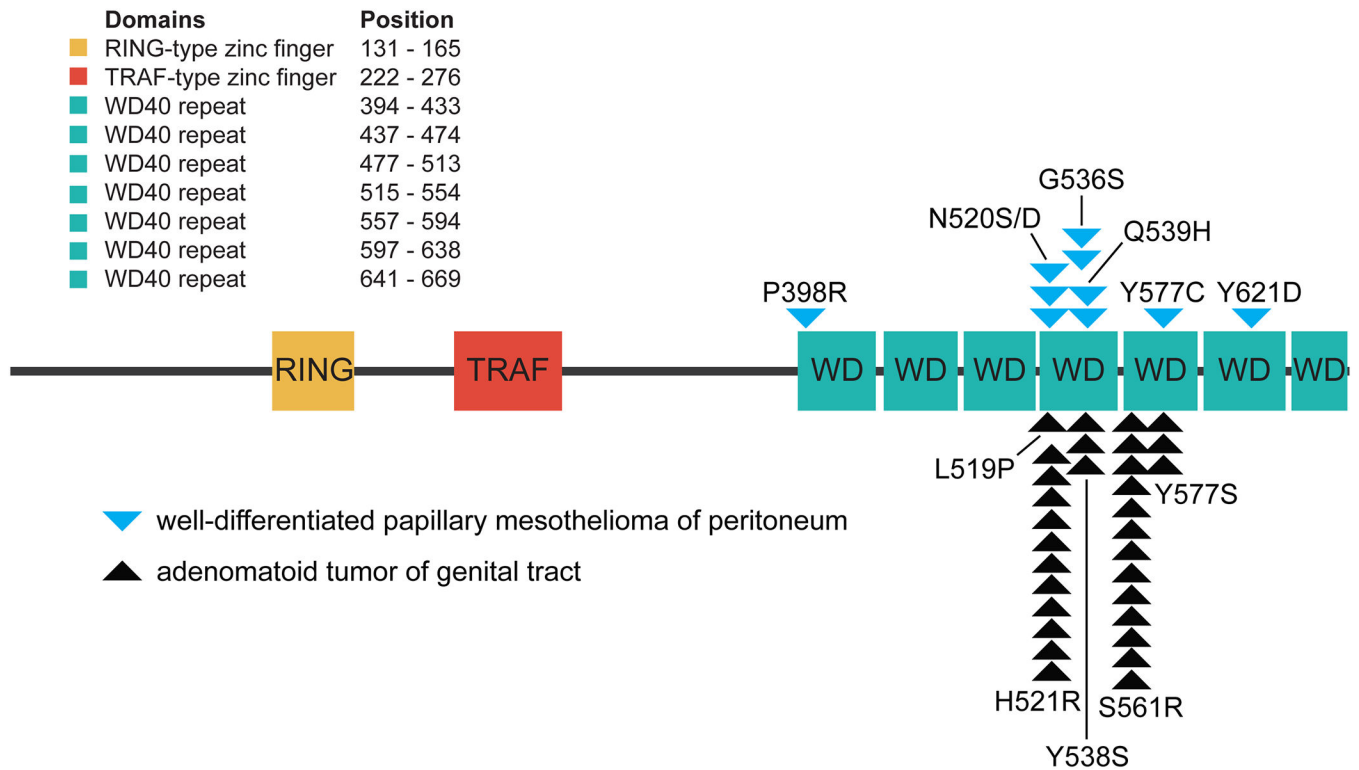 Domains Position
RING-type zinc finger 131 - 165
TRAF-type zinc finger 222 - 276
WD40 repeat 394 - 433
WD40 repeat 437 - 474
WD40 repeat 477 - 513
WD40 repeat 515 - 554
WD40 repeat 557 - 594
WD40 repeat 597 - 638
WD40 repeat 641 - 669
G536S
N520S/D
Q539H
P398R
Y577C
Y621D
RING TRAF WD WD WD WD WD WD WD
L519P
Y577S
well-differentiated papillary mesothelioma of peritoneum
adenomatoid tumor of genital tract
H521R
S561R
Y538S